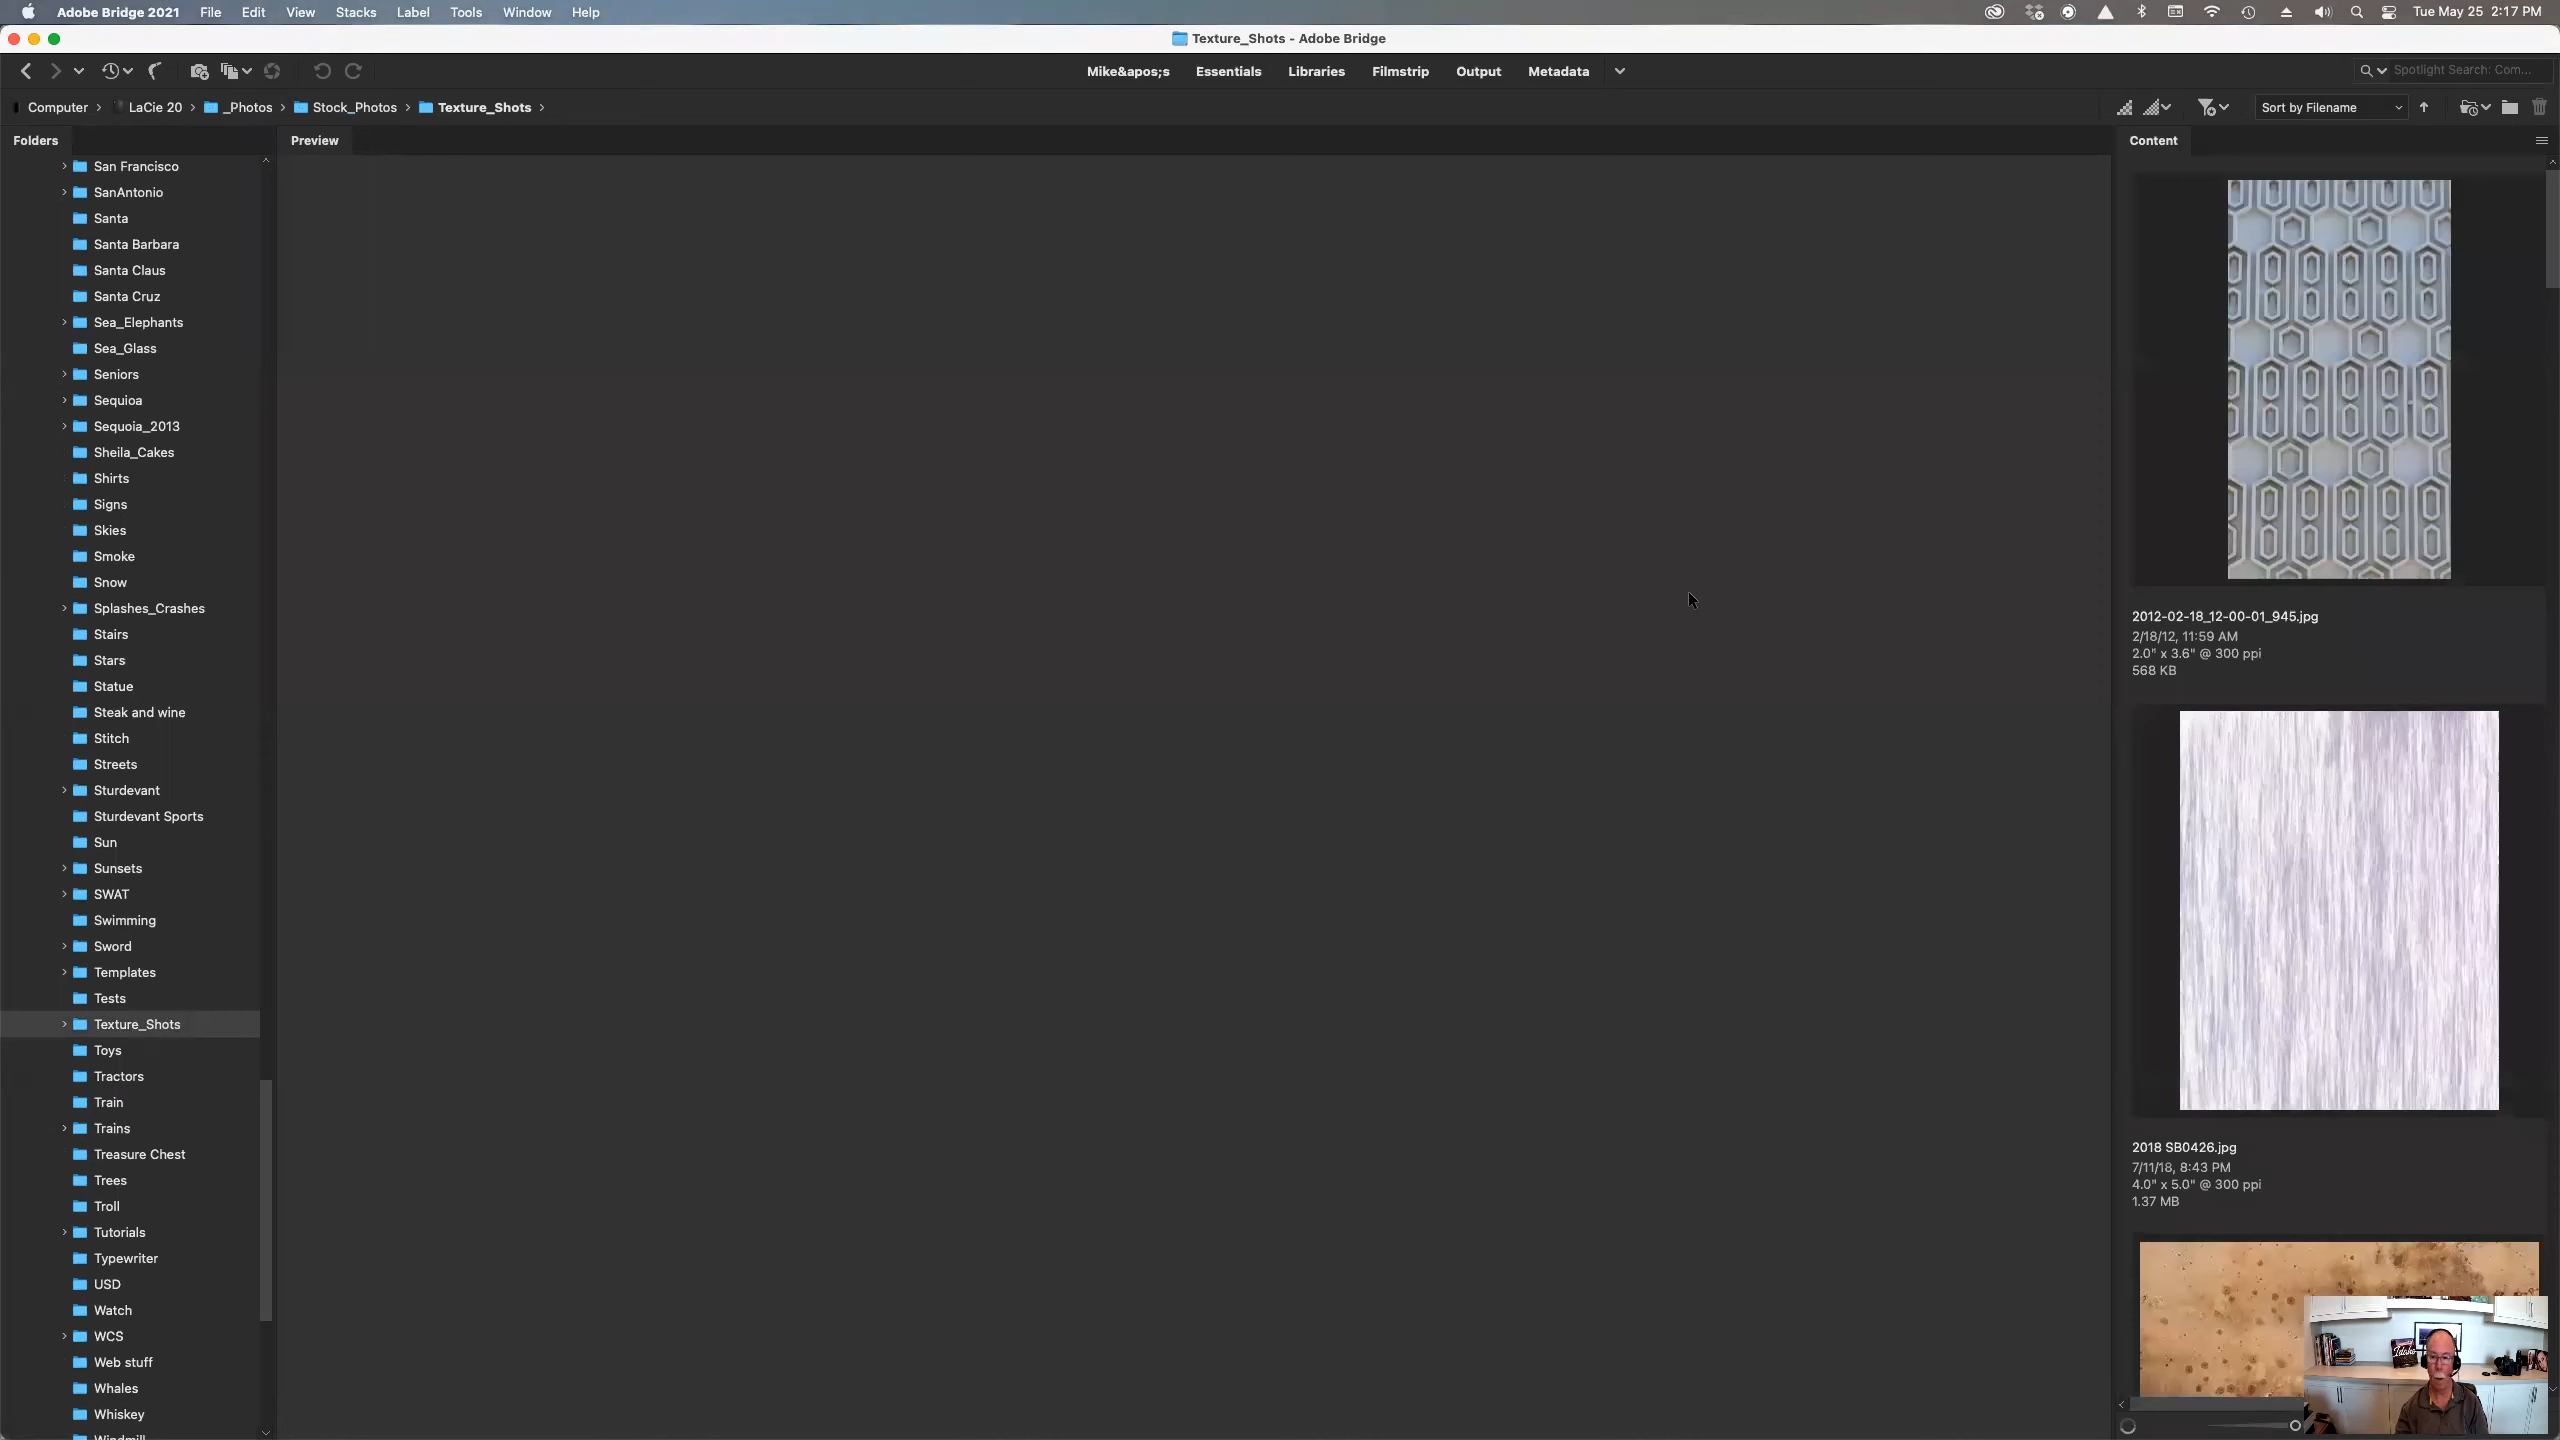 Adobe Bridge 2021 File Edit View Stacks Label Tools Window Help Tue May 25 2:17 PM
Texture_Shots - Adobe Bridge
Mike&apos;s Essentials Libraries Filmstrip Output Metadata Spotlight Search: Com...
Computer LaCie 20 _Photos Stock_Photos Texture_Shots Sort by Filename
Folders Preview Content
San Francisco
SanAntonio
Santa
Santa Barbara
Santa Claus
Santa Cruz
Sea_Elephants
Sea_Glass
Seniors
Sequioa
Sequoia_2013
Sheila_Cakes
Shirts
Signs
Skies
Smoke
Snow
Splashes_Crashes
Stairs
Stars
Statue
Steak and wine
Stitch
Streets
Sturdevant
Sturdevant Sports
Sun
Sunsets
SWAT
Swimming
Sword
Templates
Tests
Texture_Shots
Toys
Tractors
Train
Trains
Treasure Chest
Trees
Troll
Tutorials
Typewriter
USD
Watch
WCS
Web stuff
Whales
Whiskey
Windmill
2012-02-18_12-00-01_945.jpg
2/18/12, 11:59 AM
2.0" x 3.6" @ 300 ppi
568 KB
2018 SB0426.jpg
7/11/18, 8:43 PM
4.0" x 5.0" @ 300 ppi
1.37 MB
Idaho